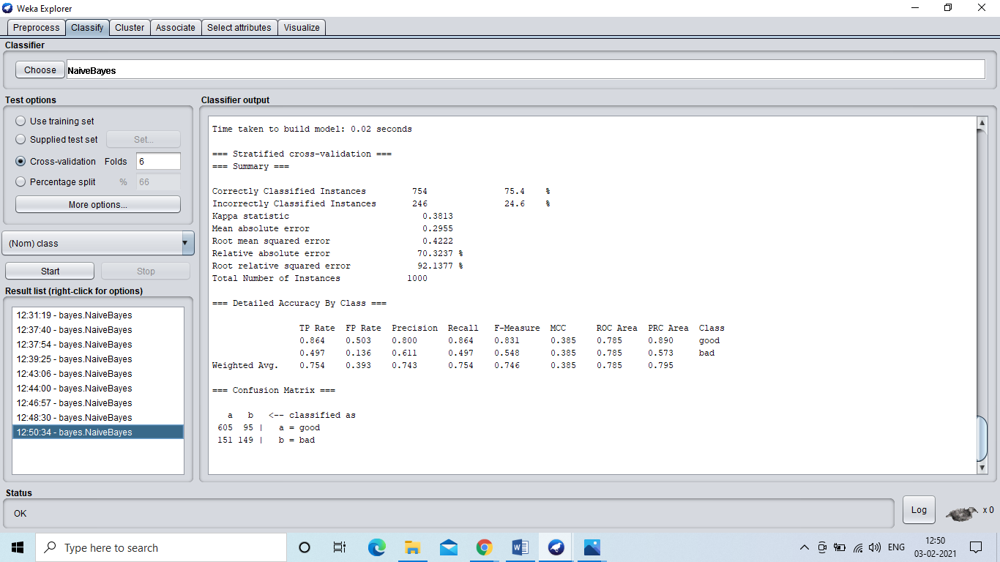 Weka Explorer
Preprocess Classify Cluster Associate Select attributes Visualize
Classifier
Choose NaiveBayes
Test options
Use training set
Supplied test set Set...
Cross-validation Folds 6
Percentage split % 66
More options...
(Nom) class
Start Stop
Result list (right-click for options)
12:31:19 - bayes.NaiveBayes
12:37:40 - bayes.NaiveBayes
12:37:54 - bayes.NaiveBayes
12:39:25 - bayes.NaiveBayes
12:43:06 - bayes.NaiveBayes
12:44:00 - bayes.NaiveBayes
12:46:57 - bayes.NaiveBayes
12:48:30 - bayes.NaiveBayes
12:50:34 - bayes.NaiveBayes
Classifier output
Time taken to build model: 0.02 seconds
=== Stratified cross-validation ===
=== Summary ===
Correctly Classified Instances 754 75.4 %
Incorrectly Classified Instances 246 24.6 %
Kappa statistic 0.3813
Mean absolute error 0.2955
Root mean squared error 0.4222
Relative absolute error 70.3237 %
Root relative squared error 92.1377 %
Total Number of Instances 1000
=== Detailed Accuracy By Class ===
TP Rate FP Rate Precision Recall F-Measure MCC ROC Area PRC Area Class
0.864 0.503 0.800 0.864 0.831 0.385 0.785 0.890 good
0.497 0.136 0.611 0.497 0.548 0.385 0.785 0.573 bad
Weighted Avg. 0.754 0.393 0.743 0.754 0.746 0.385 0.785 0.795
=== Confusion Matrix ===
a b <-- classified as
605 95 | a = good
151 149 | b = bad
Status
OK
Log
x 0
Type here to search
ENG
12:50
03-02-2021